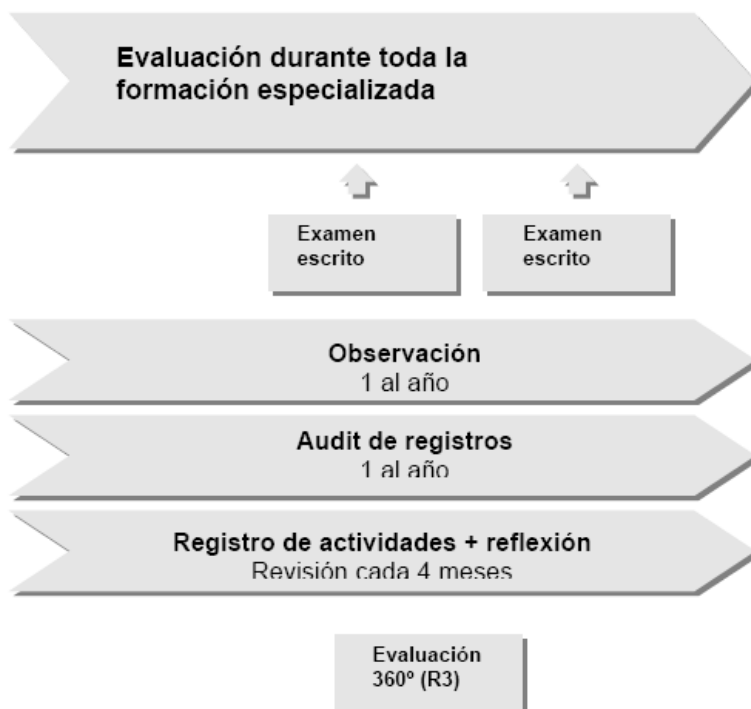 Evaluación durante toda la
formación especializada
Examen
escrito
Examen
escrito
Observación
1 al año
Audit de registros
1 al año
Registro de actividades + reflexión
Revisión cada 4 meses
Evaluación
360º (R3)